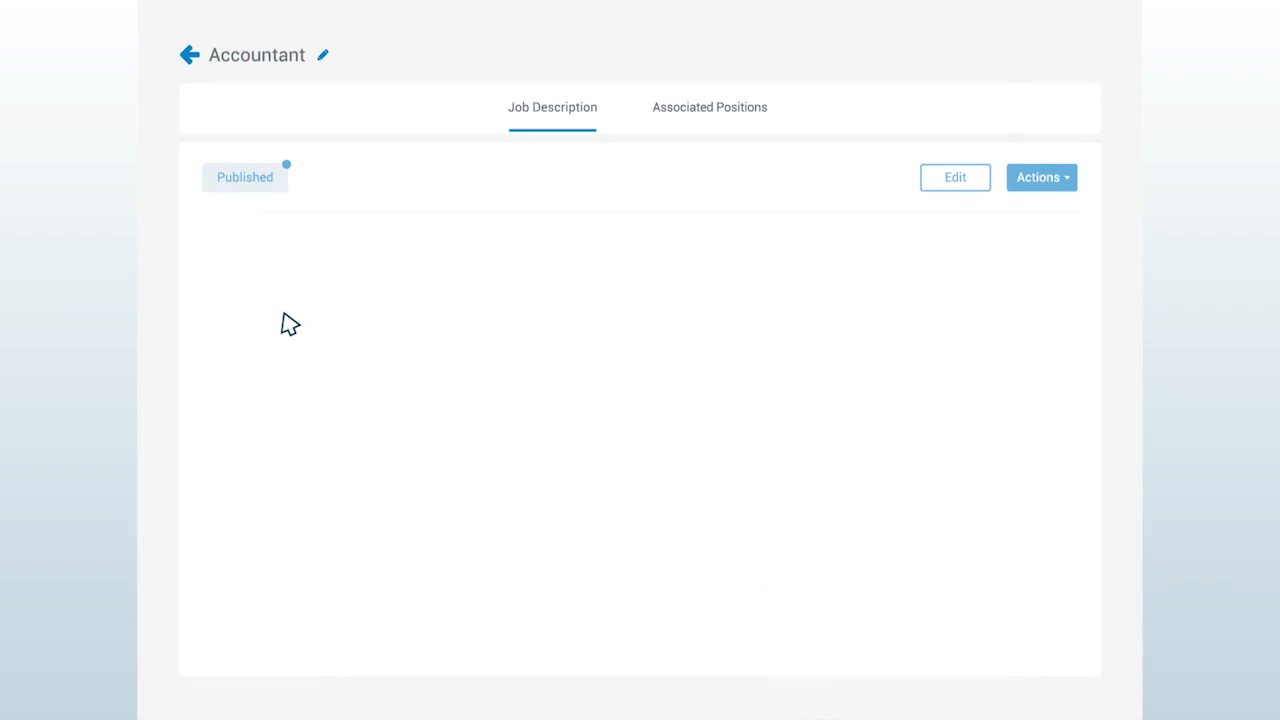 Accountant
Job Description
Associated Positions
Published
Edit
Actions